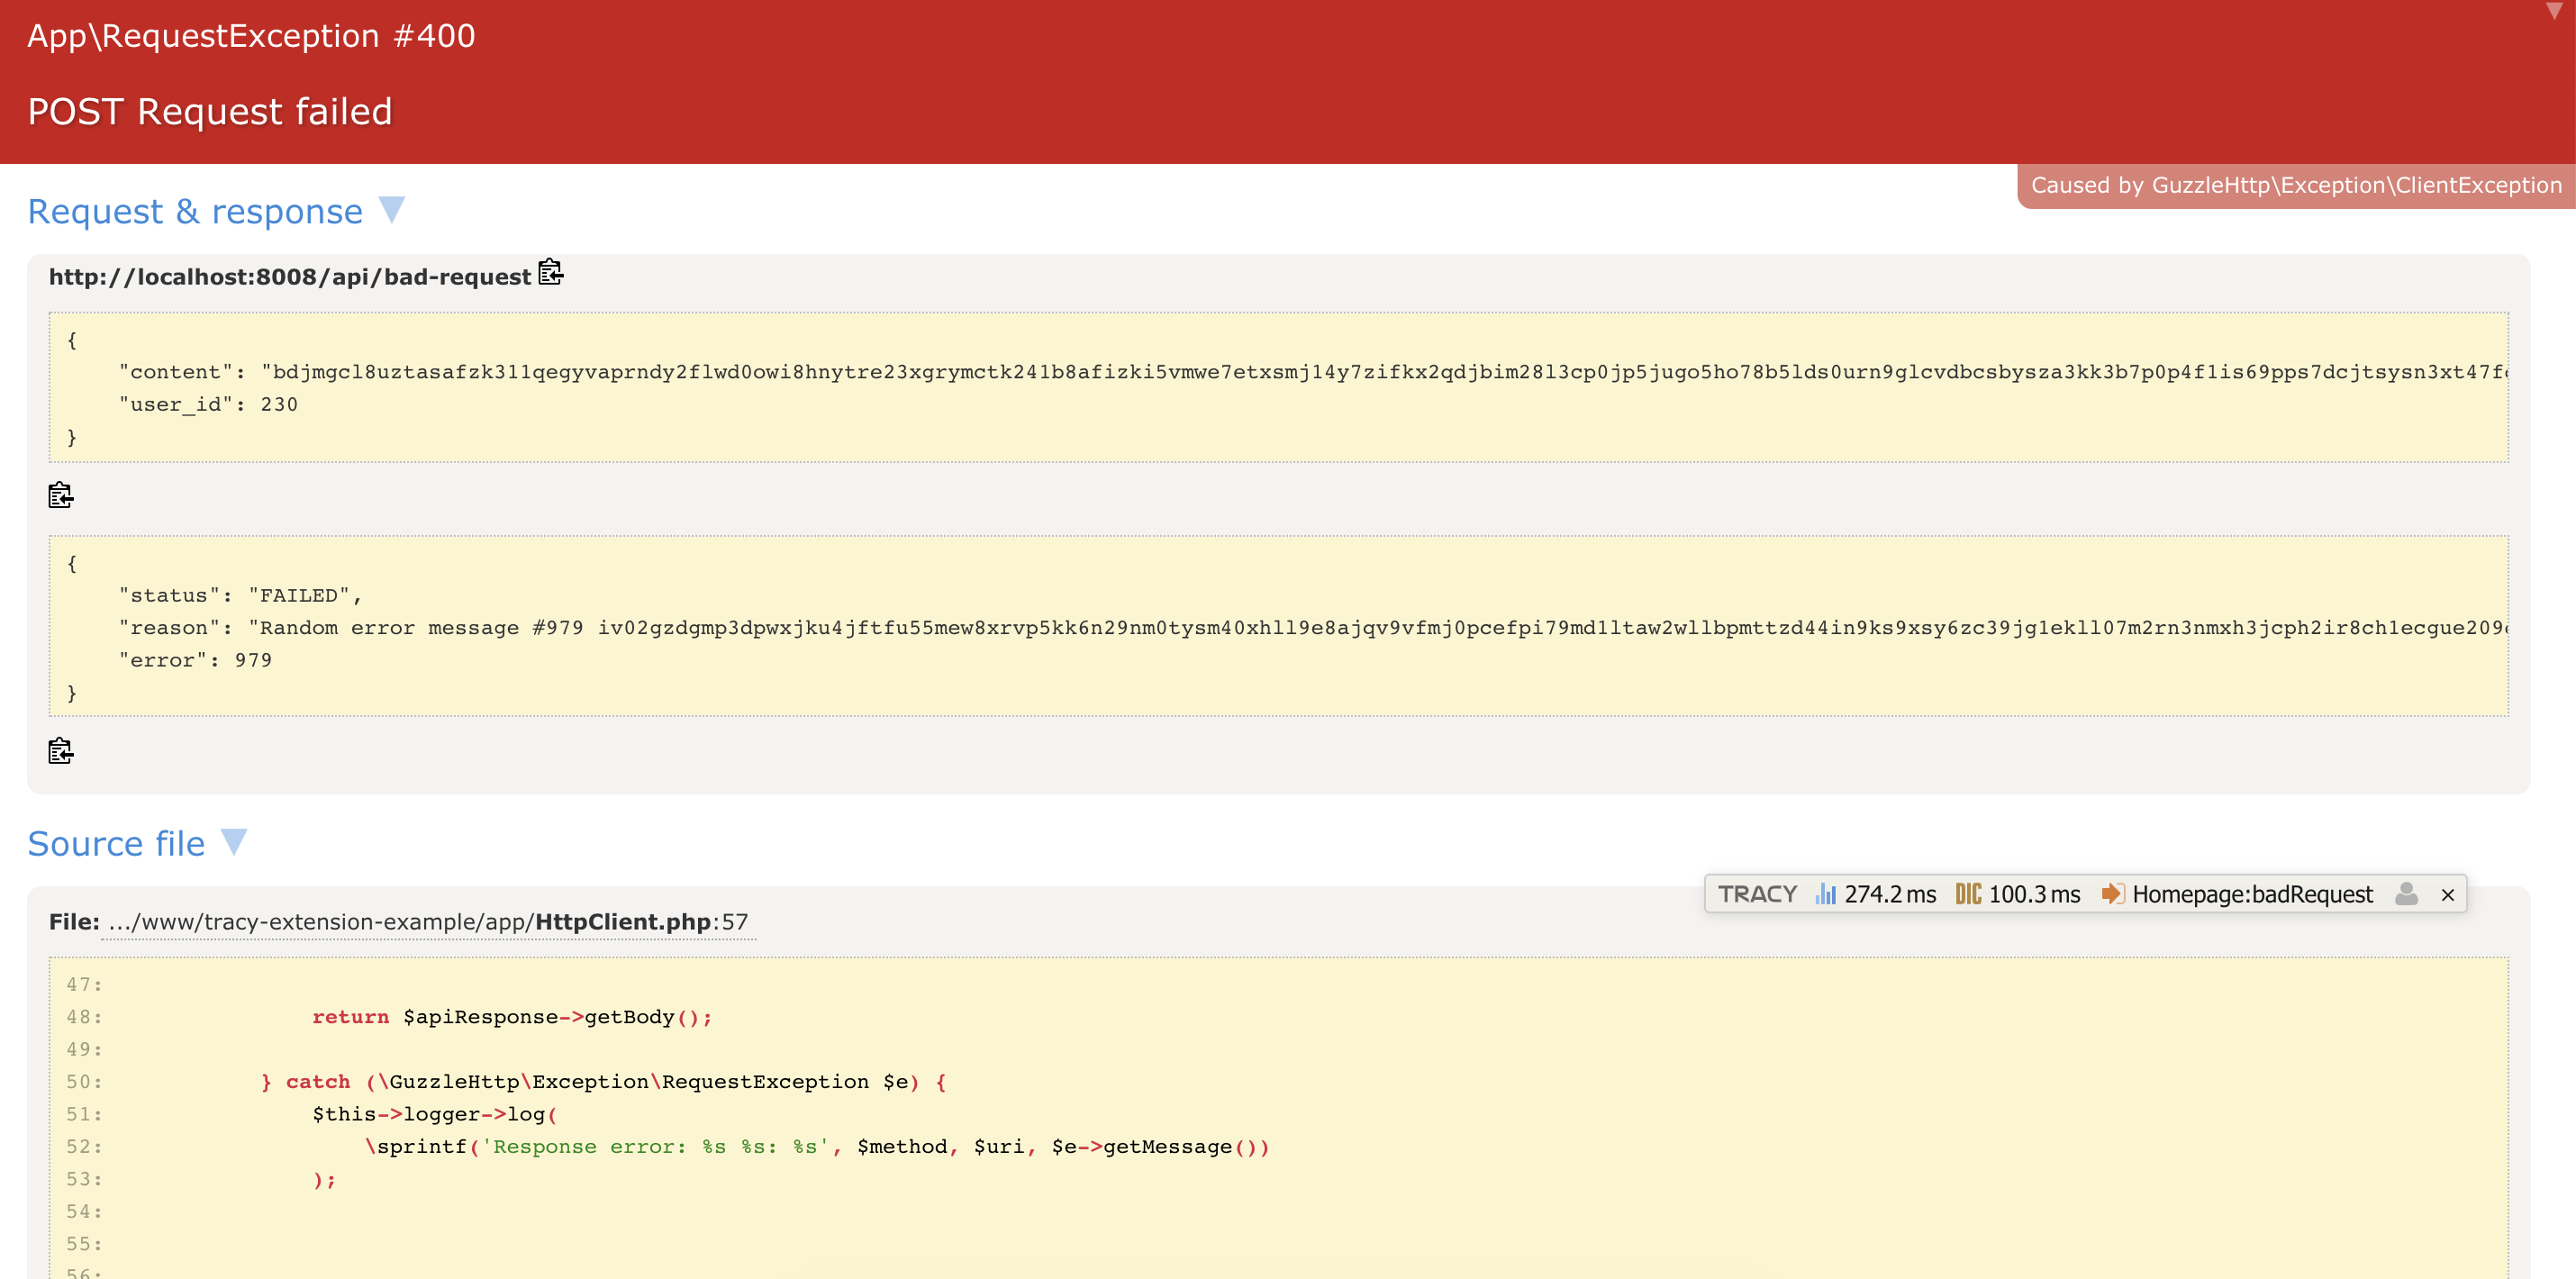 App\RequestException #400
POST Request failed
Caused by GuzzleHttp\Exception\ClientException
Request & response ▼
http://localhost:8008/api/bad-request
{
    "content": "bdjmgcl8uztasafzk311qegyvaprndy2flwd0owi8hnytre23xgrymctk241b8afizki5vmwe7etxsmj14y7zifkx2qdjbim28l3cp0jp5jugo5ho78b5lds0urn9glcvdbcsbysza3kk3b7p0p4f1is69pps7dcjtsysn3xt47f
    "user_id": 230
}
{
    "status": "FAILED",
    "reason": "Random error message #979 iv02gzdgmp3dpwxjku4jftfu55mew8xrvp5kk6n29nm0tysm40xhll9e8ajqv9vfmj0pcefpi79md1ltaw2wllbpmttzd44in9ks9xsy6zc39jg1ekll07m2rn3nmxh3jcph2ir8ch1ecgue209
    "error": 979
}
Source file ▼
TRACY 274.2 ms DIC 100.3 ms Homepage:badRequest ×
File: .../www/tracy-extension-example/app/HttpClient.php:57
47:
48:                return $apiResponse->getBody();
49:
50:            } catch (\GuzzleHttp\Exception\RequestException $e) {
51:                $this->logger->log(
52:                    \sprintf('Response error: %s %s: %s', $method, $uri, $e->getMessage())
53:                );
54:
55:
56: